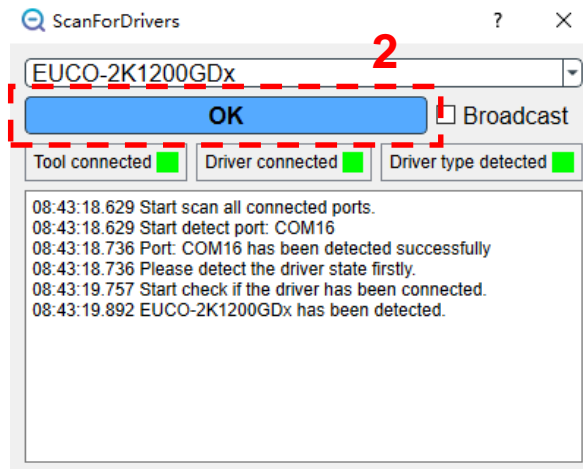 ScanForDrivers ? ×
2
EUCO-2K1200GDx
OK Broadcast
Tool connected Driver connected Driver type detected
08:43:18.629 Start scan all connected ports.
08:43:18.629 Start detect port: COM16
08:43:18.736 Port: COM16 has been detected successfully
08:43:18.736 Please detect the driver state firstly.
08:43:19.757 Start check if the driver has been connected.
08:43:19.892 EUCO-2K1200GDx has been detected.